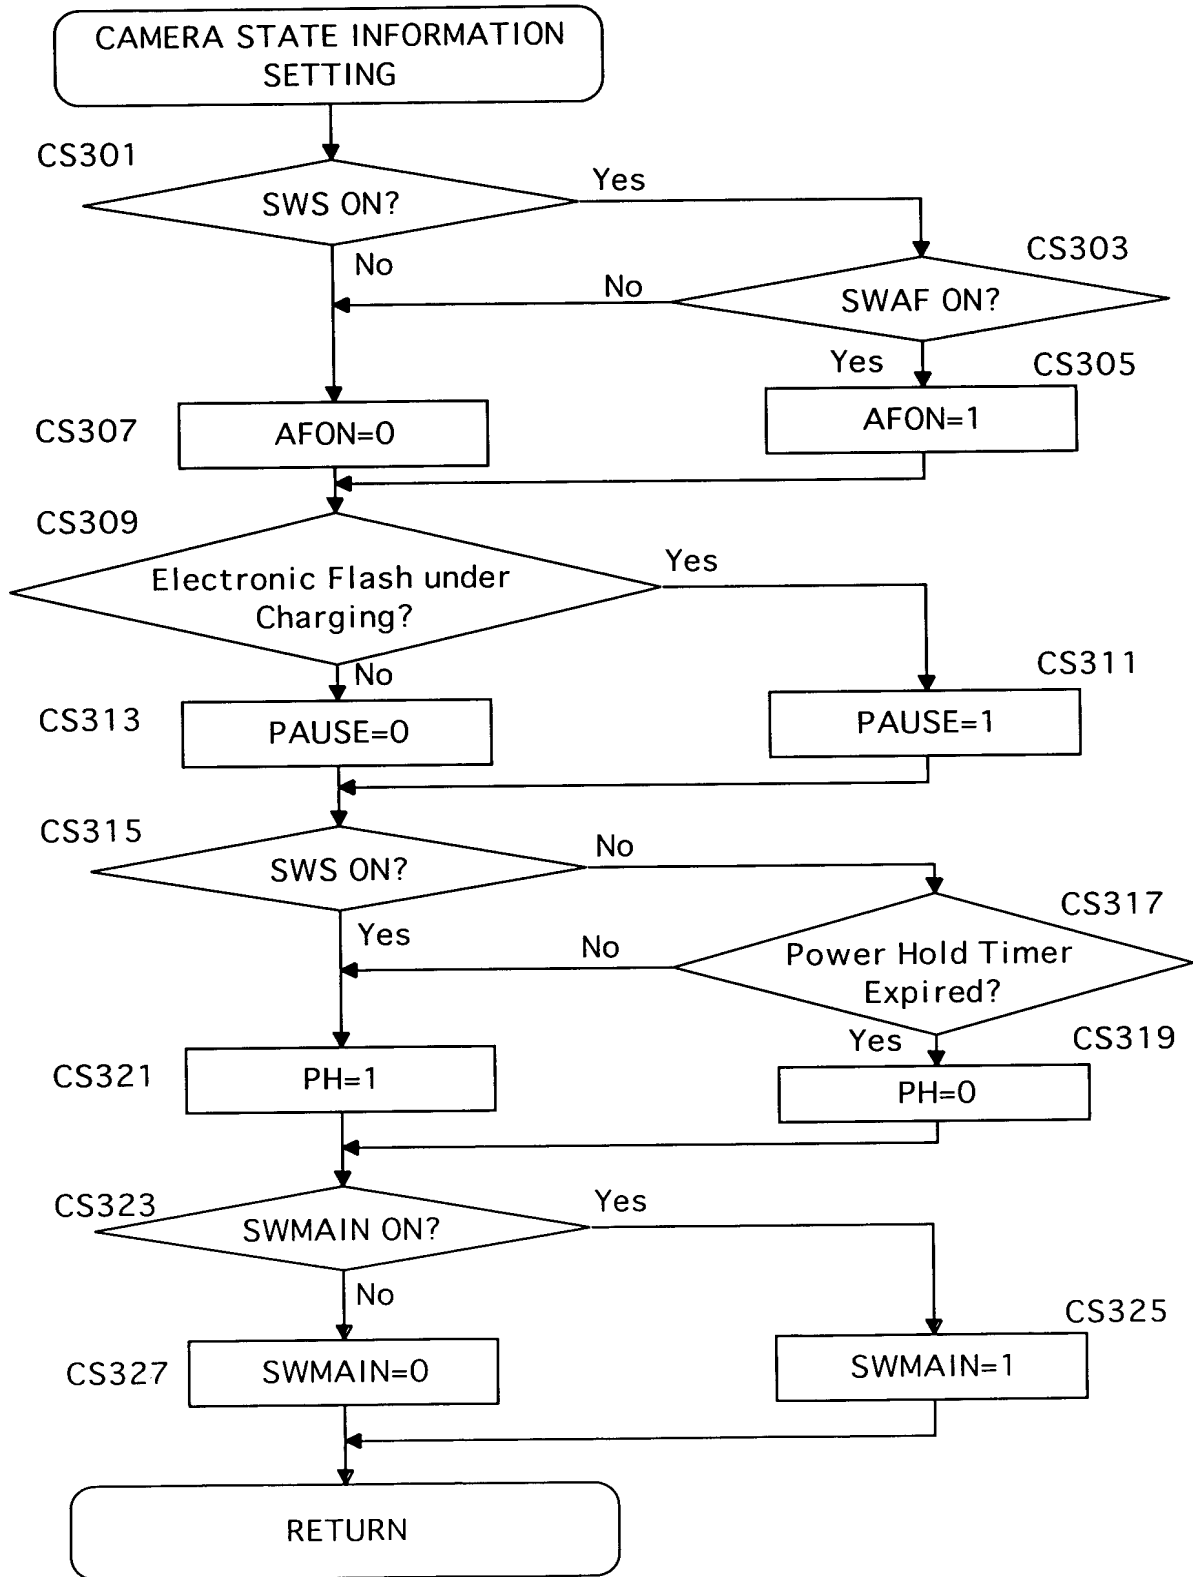 CAMERA STATE INFORMATION
SETTING
CS301
SWS ON?
Yes
No
CS303
SWAF ON?
No
Yes
CS305
AFON=1
CS307
AFON=0
CS309
Electronic Flash under
Charging?
Yes
No
CS311
PAUSE=1
CS313
PAUSE=0
CS315
SWS ON?
No
Yes
CS317
Power Hold Timer
Expired?
No
Yes
CS319
PH=0
CS321
PH=1
CS323
SWMAIN ON?
Yes
No
CS325
SWMAIN=1
CS327
SWMAIN=0
RETURN